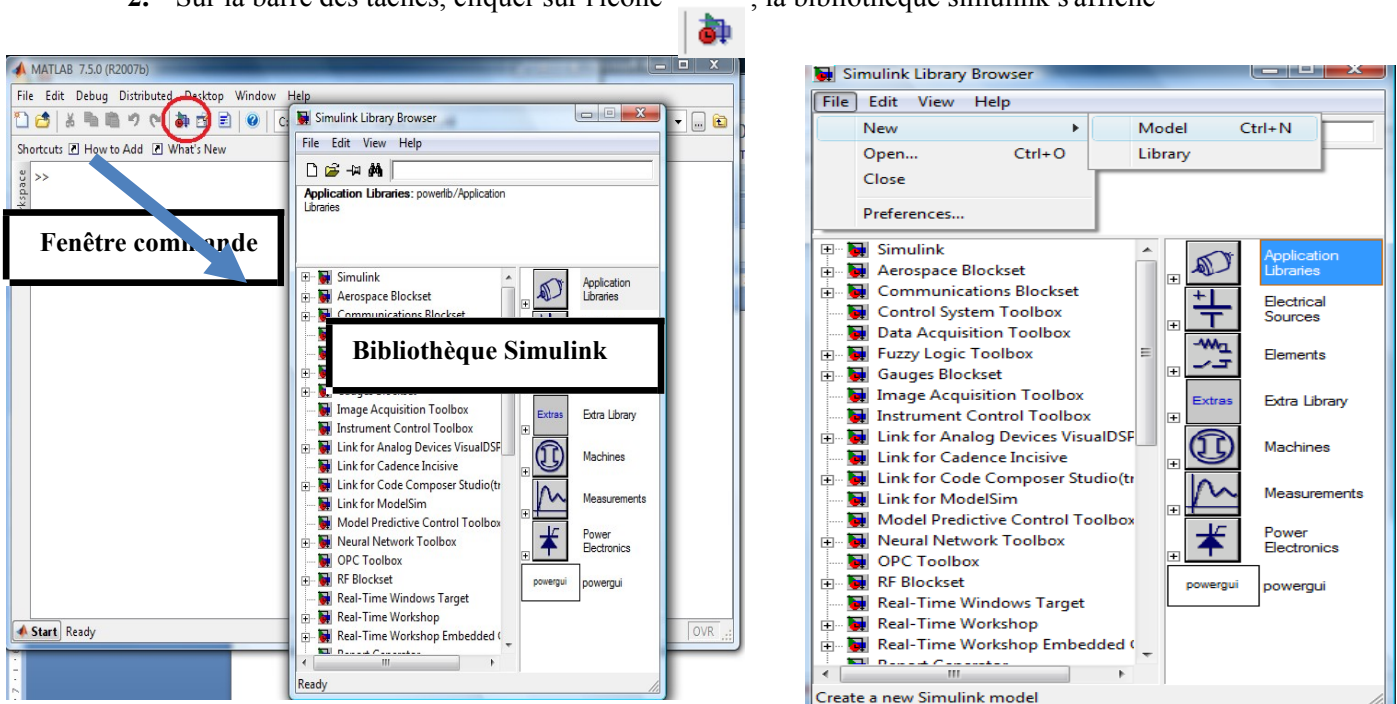 2. Sur la barre des tâches, cliquer sur l'icône , la bibliothèque simulink s'affiche
MATLAB 7.5.0 (R2007b)
File Edit Debug Distributed Desktop Window Help
Shortcuts How to Add What's New
>>
Fenêtre commande
Start Ready
OVR
Simulink Library Browser
File Edit View Help
Application Libraries: powerlib/Application
Libraries
Simulink
Aerospace Blockset
Communications Blockset
Bibliothèque Simulink
Gauges Blockset
Image Acquisition Toolbox
Instrument Control Toolbox
Link for Analog Devices VisualDSP
Link for Cadence Incisive
Link for Code Composer Studio(tr
Link for ModelSim
Model Predictive Control Toolbox
Neural Network Toolbox
OPC Toolbox
RF Blockset
Real-Time Windows Target
Real-Time Workshop
Real-Time Workshop Embedded
Report Generator
Application
Libraries
Extras Extra Library
Machines
Measurements
Power
Electronics
powergui powergui
Ready
Simulink Library Browser
File Edit View Help
New
Open... Ctrl+O
Close
Preferences...
Model Ctrl+N
Library
Simulink
Aerospace Blockset
Communications Blockset
Control System Toolbox
Data Acquisition Toolbox
Fuzzy Logic Toolbox
Gauges Blockset
Image Acquisition Toolbox
Instrument Control Toolbox
Link for Analog Devices VisualDSP
Link for Cadence Incisive
Link for Code Composer Studio(tr
Link for ModelSim
Model Predictive Control Toolbox
Neural Network Toolbox
OPC Toolbox
RF Blockset
Real-Time Windows Target
Real-Time Workshop
Real-Time Workshop Embedded
Report Generator
Application
Libraries
Electrical
Sources
Elements
Extras Extra Library
Machines
Measurements
Power
Electronics
powergui powergui
Create a new Simulink model